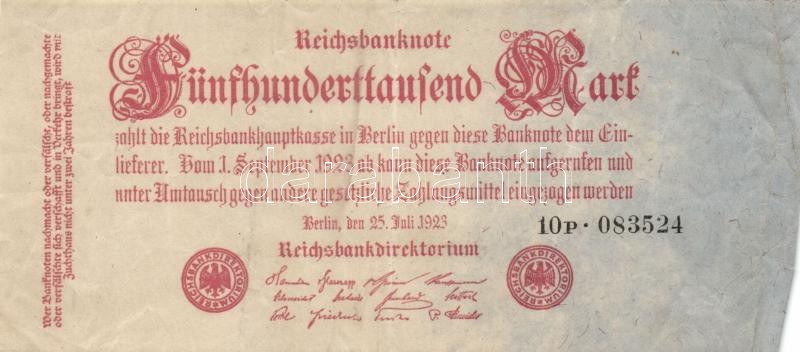 Reichsbanknote
Fünfhunderttausend Mark
zahlt die Reichsbankhauptkasse in Berlin gegen diese Banknote dem Ein-
lieferer. Vom 1. September 1923 ab kann diese Banknote aufgerufen und
unter Umtausch gegen andere gesetzliche Zahlungsmittel eingezogen werden
Berlin, den 25. Juli 1923
10P·083524
Reichsbankdirektorium
REICHSBANKDIREKTORIUM
REICHSBANKDIREKTORIUM
Wer Banknoten nachmacht oder verfälscht, oder nachgemachte
oder verfälschte sich verschafft und in Verkehr bringt, wird mit
Zuchthaus nicht unter zwei Jahren bestraft
darabanth